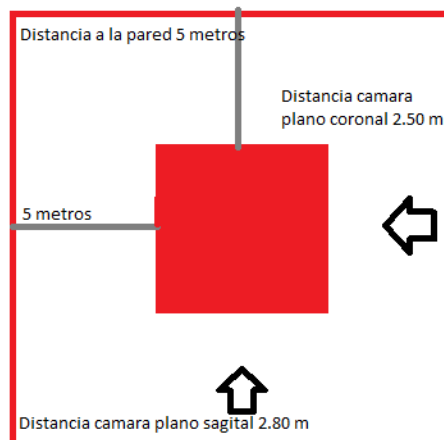 Distancia a la pared 5 metros
Distancia camara
plano coronal 2.50 m
5 metros
Distancia camara plano sagital 2.80 m